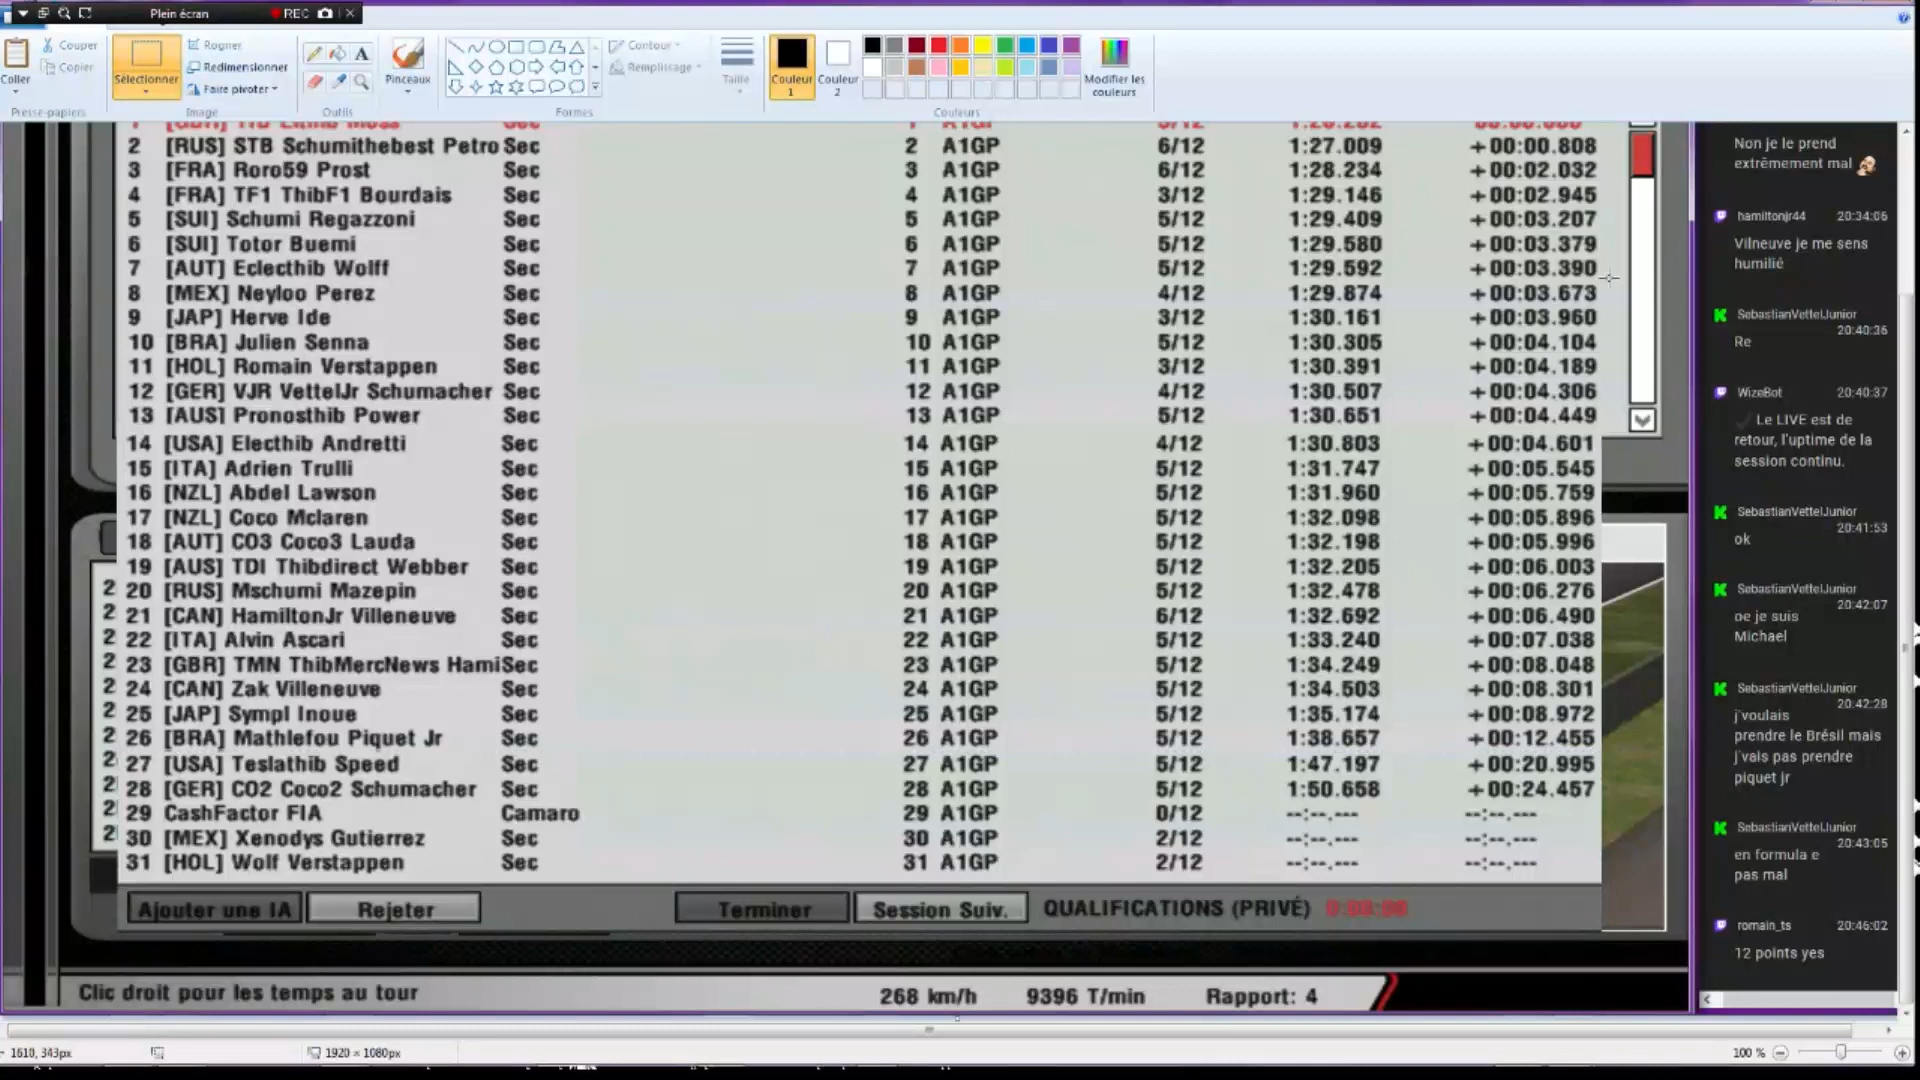 Plein écran REC
Coller
Couper
Copier
Presse-papiers
Sélectionner
Rogner
Redimensionner
Faire pivoter
Image
Outils
Pinceaux
Formes
Contour
Remplissage
Taille
Couleur 1
Couleur 2
Modifier les couleurs
Couleurs
2 [RUS] STB Schumithebest Petro Sec 2 A1GP 6/12 1:27.009 +00:00.808
3 [FRA] Roro59 Prost Sec 3 A1GP 6/12 1:28.234 +00:02.032
4 [FRA] TF1 ThibF1 Bourdais Sec 4 A1GP 3/12 1:29.146 +00:02.945
5 [SUI] Schumi Regazzoni Sec 5 A1GP 5/12 1:29.409 +00:03.207
6 [SUI] Totor Buemi Sec 6 A1GP 5/12 1:29.580 +00:03.379
7 [AUT] Eclecthib Wolff Sec 7 A1GP 5/12 1:29.592 +00:03.390
8 [MEX] Neyloo Perez Sec 8 A1GP 4/12 1:29.874 +00:03.673
9 [JAP] Herve Ide Sec 9 A1GP 3/12 1:30.161 +00:03.960
10 [BRA] Julien Senna Sec 10 A1GP 5/12 1:30.305 +00:04.104
11 [HOL] Romain Verstappen Sec 11 A1GP 3/12 1:30.391 +00:04.189
12 [GER] VJR VettelJr Schumacher Sec 12 A1GP 4/12 1:30.507 +00:04.306
13 [AUS] Pronosthib Power Sec 13 A1GP 5/12 1:30.651 +00:04.449
14 [USA] Electhib Andretti Sec 14 A1GP 4/12 1:30.803 +00:04.601
15 [ITA] Adrien Trulli Sec 15 A1GP 5/12 1:31.747 +00:05.545
16 [NZL] Abdel Lawson Sec 16 A1GP 5/12 1:31.960 +00:05.759
17 [NZL] Coco Mclaren Sec 17 A1GP 5/12 1:32.098 +00:05.896
18 [AUT] CO3 Coco3 Lauda Sec 18 A1GP 5/12 1:32.198 +00:05.996
19 [AUS] TDI Thibdirect Webber Sec 19 A1GP 5/12 1:32.205 +00:06.003
20 [RUS] Mschumi Mazepin Sec 20 A1GP 5/12 1:32.478 +00:06.276
21 [CAN] HamiltonJr Villeneuve Sec 21 A1GP 6/12 1:32.692 +00:06.490
22 [ITA] Alvin Ascari Sec 22 A1GP 5/12 1:33.240 +00:07.038
23 [GBR] TMN ThibMercNews Hami Sec 23 A1GP 5/12 1:34.249 +00:08.048
24 [CAN] Zak Villeneuve Sec 24 A1GP 5/12 1:34.503 +00:08.301
25 [JAP] Sympl Inoue Sec 25 A1GP 5/12 1:35.174 +00:08.972
26 [BRA] Mathlefou Piquet Jr Sec 26 A1GP 5/12 1:38.657 +00:12.455
27 [USA] Teslathib Speed Sec 27 A1GP 5/12 1:47.197 +00:20.995
28 [GER] CO2 Coco2 Schumacher Sec 28 A1GP 5/12 1:50.658 +00:24.457
29 CashFactor FIA Camaro 29 A1GP 0/12 --:--.--- --:--.---
30 [MEX] Xenodys Gutierrez Sec 30 A1GP 2/12 --:--.--- --:--.---
31 [HOL] Wolf Verstappen Sec 31 A1GP 2/12 --:--.--- --:--.---
Ajouter une IA Rejeter Terminer Session Suiv. QUALIFICATIONS (PRIVÉ) 0:00:00
Clic droit pour les temps au tour 268 km/h 9396 T/min Rapport: 4
1610, 343px 1920 × 1080px 100 %
Non je le prend
extrêmement mal
hamiltonjr44 20:34:06
Vilneuve je me sens
humilié
SebastianVettelJunior
20:40:36
Re
WizeBot 20:40:37
Le LIVE est de
retour, l'uptime de la
session continu.
SebastianVettelJunior
20:41:53
ok
SebastianVettelJunior
20:42:07
oe je suis
Michael
SebastianVettelJunior
20:42:28
j'voulais
prendre le Brésil mais
j'vais pas prendre
piquet jr
SebastianVettelJunior
20:43:05
en formula e
pas mal
romain_ts 20:46:02
12 points yes